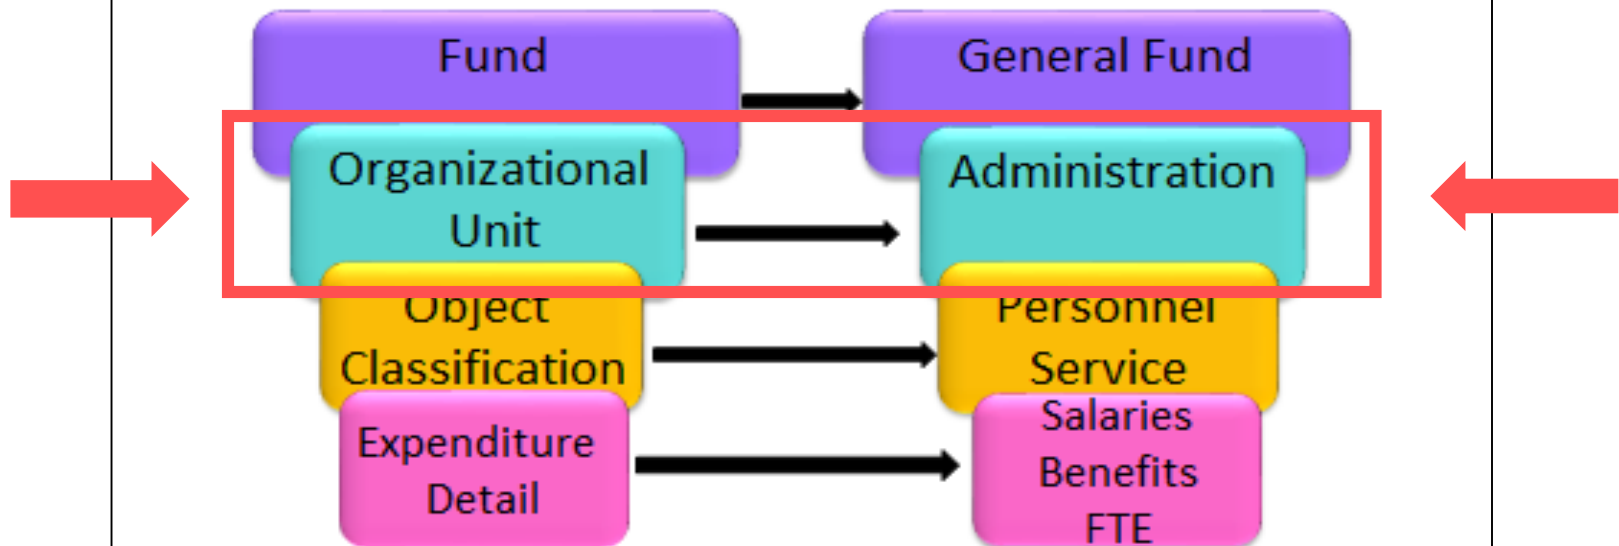 Fund
General Fund
Organizational
Unit
Administration
Object
Classification
Personnel
Service
Expenditure
Detail
Salaries
Benefits
FTE